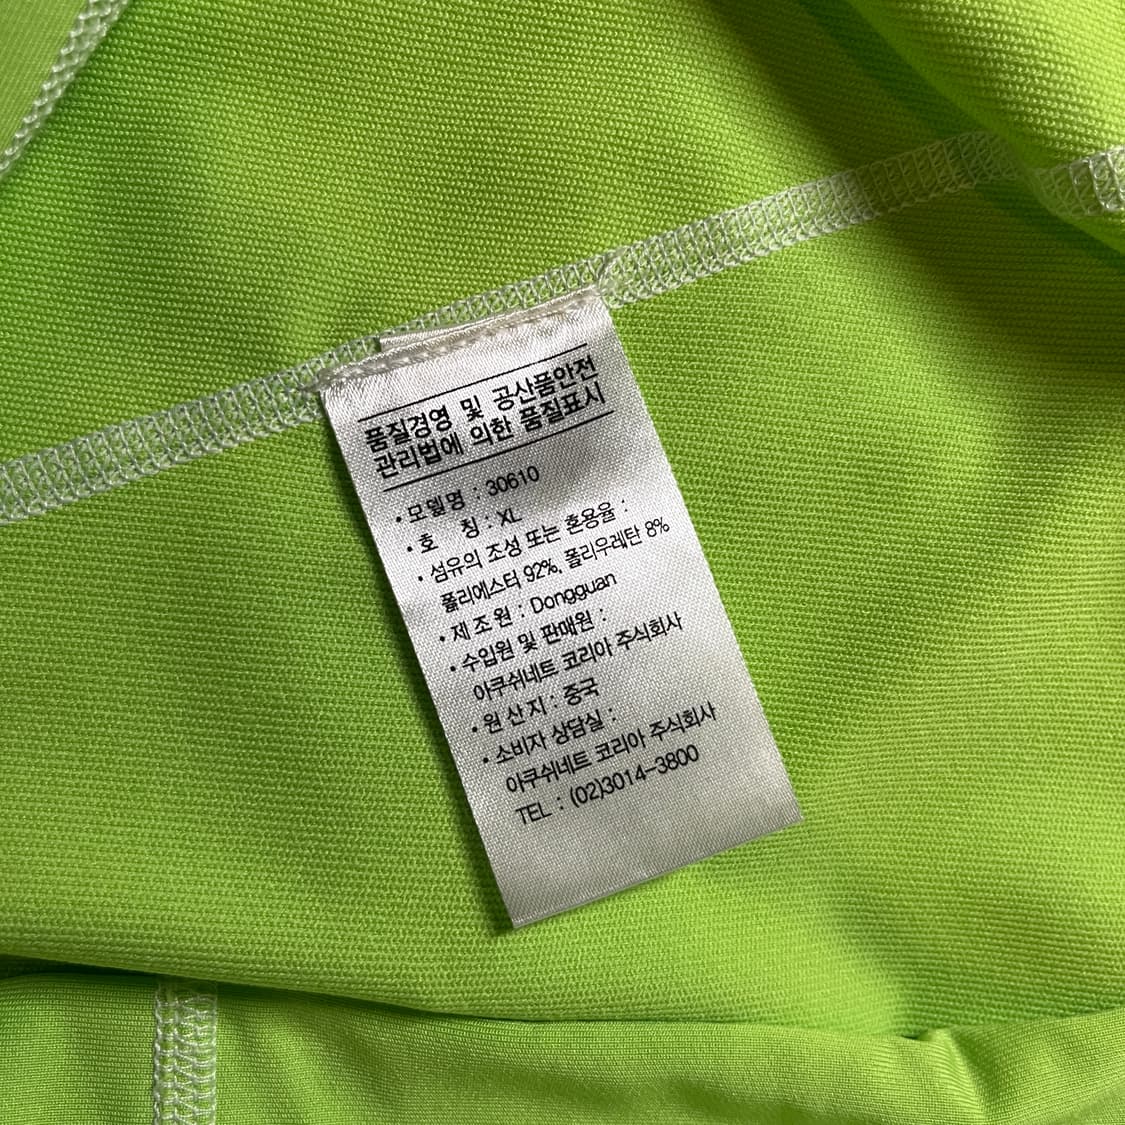 품질경영 및 공산품안전
관리법에 의한 품질표시
• 모델명 : 30610
• 호 칭 : XL
• 섬유의 조성 또는 혼용율 :
폴리에스터 92%, 폴리우레탄 8%
• 제조원 : Dongguan
• 수입원 및 판매원 :
아쿠쉬네트 코리아 주식회사
• 원산지 : 중국
• 소비자 상담실 :
아쿠쉬네트 코리아 주식회사
TEL : (02)3014-3800